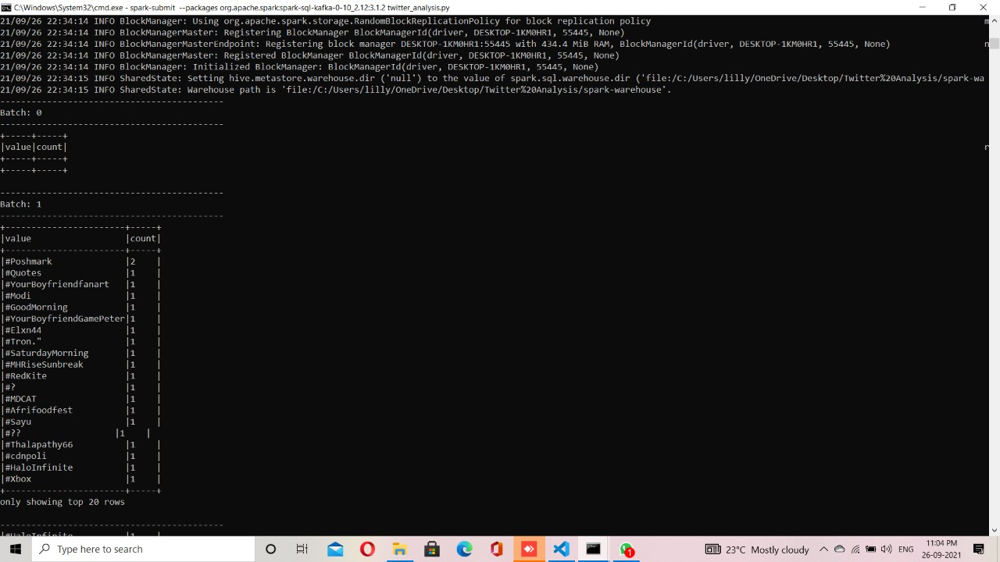 C:\Windows\System32\cmd.exe - spark-submit --packages org.apache.spark:spark-sql-kafka-0-10_2.12:3.1.2 twitter_analysis.py
21/09/26 22:34:14 INFO BlockManager: Using org.apache.spark.storage.RandomBlockReplicationPolicy for block replication policy
21/09/26 22:34:14 INFO BlockManagerMaster: Registering BlockManager BlockManagerId(driver, DESKTOP-1KM0HR1, 55445, None)
21/09/26 22:34:14 INFO BlockManagerMasterEndpoint: Registering block manager DESKTOP-1KM0HR1:55445 with 434.4 MiB RAM, BlockManagerId(driver, DESKTOP-1KM0HR1, 55445, None)
21/09/26 22:34:14 INFO BlockManagerMaster: Registered BlockManager BlockManagerId(driver, DESKTOP-1KM0HR1, 55445, None)
21/09/26 22:34:14 INFO BlockManager: Initialized BlockManager: BlockManagerId(driver, DESKTOP-1KM0HR1, 55445, None)
21/09/26 22:34:15 INFO SharedState: Setting hive.metastore.warehouse.dir ('null') to the value of spark.sql.warehouse.dir ('file:/C:/Users/lilly/OneDrive/Desktop/Twitter%20Analysis/spark-wa
21/09/26 22:34:15 INFO SharedState: Warehouse path is 'file:/C:/Users/lilly/OneDrive/Desktop/Twitter%20Analysis/spark-warehouse'.
-------------------------------------------
Batch: 0
-------------------------------------------
+-----+-----+
|value|count|
+-----+-----+
+-----+-----+
-------------------------------------------
Batch: 1
-------------------------------------------
+-----------------------+-----+
|value                  |count|
+-----------------------+-----+
|#Poshmark              |2    |
|#Quotes                |1    |
|#YourBoyfriendfanart   |1    |
|#Modi                  |1    |
|#GoodMorning           |1    |
|#YourBoyfriendGamePeter|1    |
|#Elxn44                |1    |
|#Tron."                |1    |
|#SaturdayMorning       |1    |
|#MHRiseSunbreak        |1    |
|#RedKite               |1    |
|#?                     |1    |
|#MDCAT                 |1    |
|#Afrifoodfest          |1    |
|#Sayu                  |1    |
|#??                  |1    |
|#Thalapathy66          |1    |
|#cdnpoli               |1    |
|#HaloInfinite          |1    |
|#Xbox                  |1    |
+-----------------------+-----+
only showing top 20 rows
-------------------------------------------
|#HaloInfinite          |1    |
Type here to search
1
23°C Mostly cloudy
ENG
11:04 PM
26-09-2021